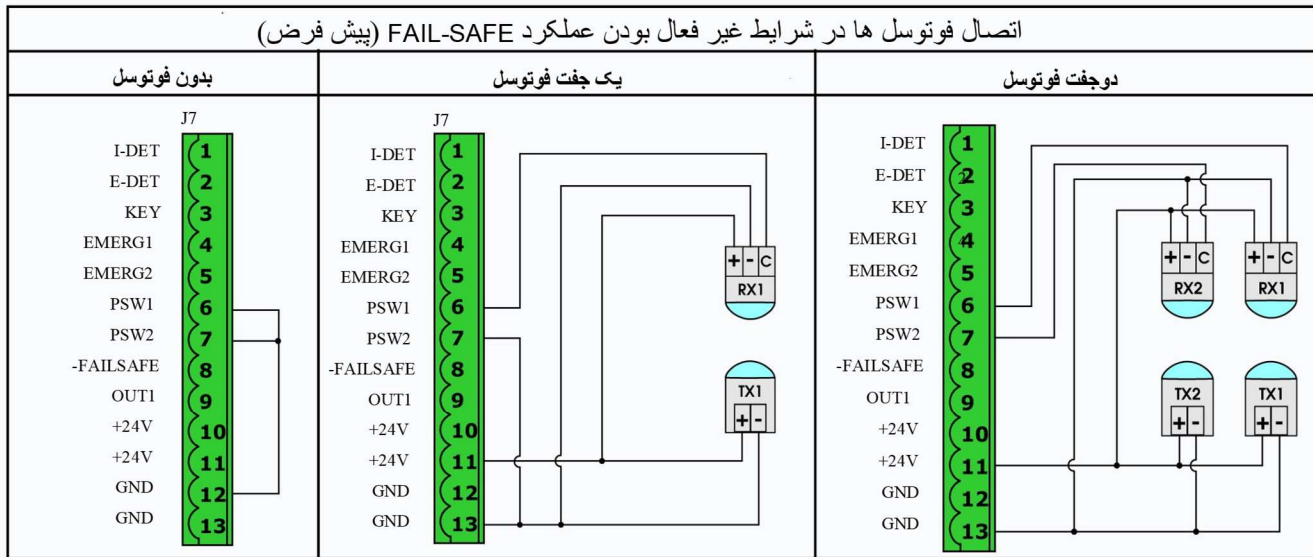 اتصال فوتوسل ها در شرایط غیر فعال بودن عملکرد FAIL-SAFE (پیش فرض)
بدون فوتوسل
یک جفت فوتوسل
دوجفت فوتوسل
J7
I-DET 1
E-DET 2
KEY 3
EMERG1 4
EMERG2 5
PSW1 6
PSW2 7
-FAILSAFE 8
OUT1 9
+24V 10
+24V 11
GND 12
GND 13
J7
I-DET 1
E-DET 2
KEY 3
EMERG1 4
EMERG2 5
PSW1 6
PSW2 7
-FAILSAFE 8
OUT1 9
+24V 10
+24V 11
GND 12
GND 13
+ - C
RX1
TX1
+ -
I-DET 1
E-DET 2
KEY 3
EMERG1 4
EMERG2 5
PSW1 6
PSW2 7
-FAILSAFE 8
OUT1 9
+24V 10
+24V 11
GND 12
GND 13
+ - C
RX2
+ - C
RX1
TX2
+ -
TX1
+ -